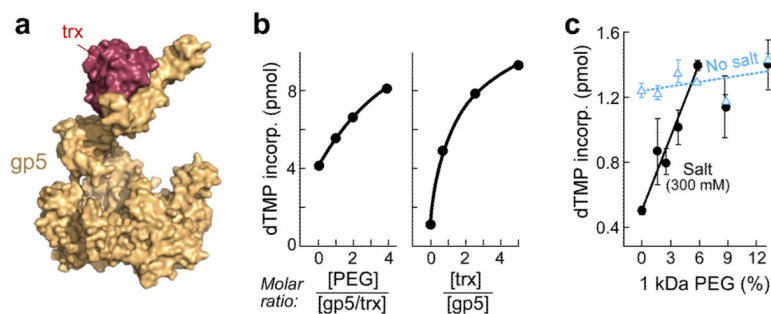 a
trx
gp5
b
dTMP incorp. (pmol)
8
4
0
0 2 4
0 2 4
Molar ratio:
[PEG]
[gp5/trx]
[trx]
[gp5]
c
dTMP incorp. (pmol)
1.6
1.2
0.8
0.4
No salt
Salt
(300 mM)
0 3 6 9 12
1 kDa PEG (%)